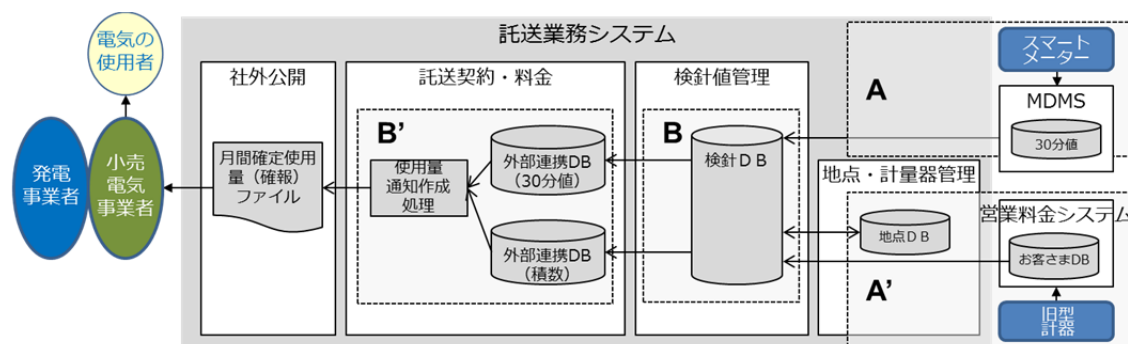 託送業務システム
電気の
使用者
発電
事業者
小売
電気
事業者
社外公開
月間確定使用
量（確報）
ファイル
託送契約・料金
B’
使用量
通知作成
処理
外部連携DB
（30分値）
外部連携DB
（積数）
検針値管理
B
検針ＤＢ
A
スマート
メーター
MDMS
30分値
地点・計量器管理
地点ＤＢ
A’
営業料金システム
お客さまDB
旧型
計器